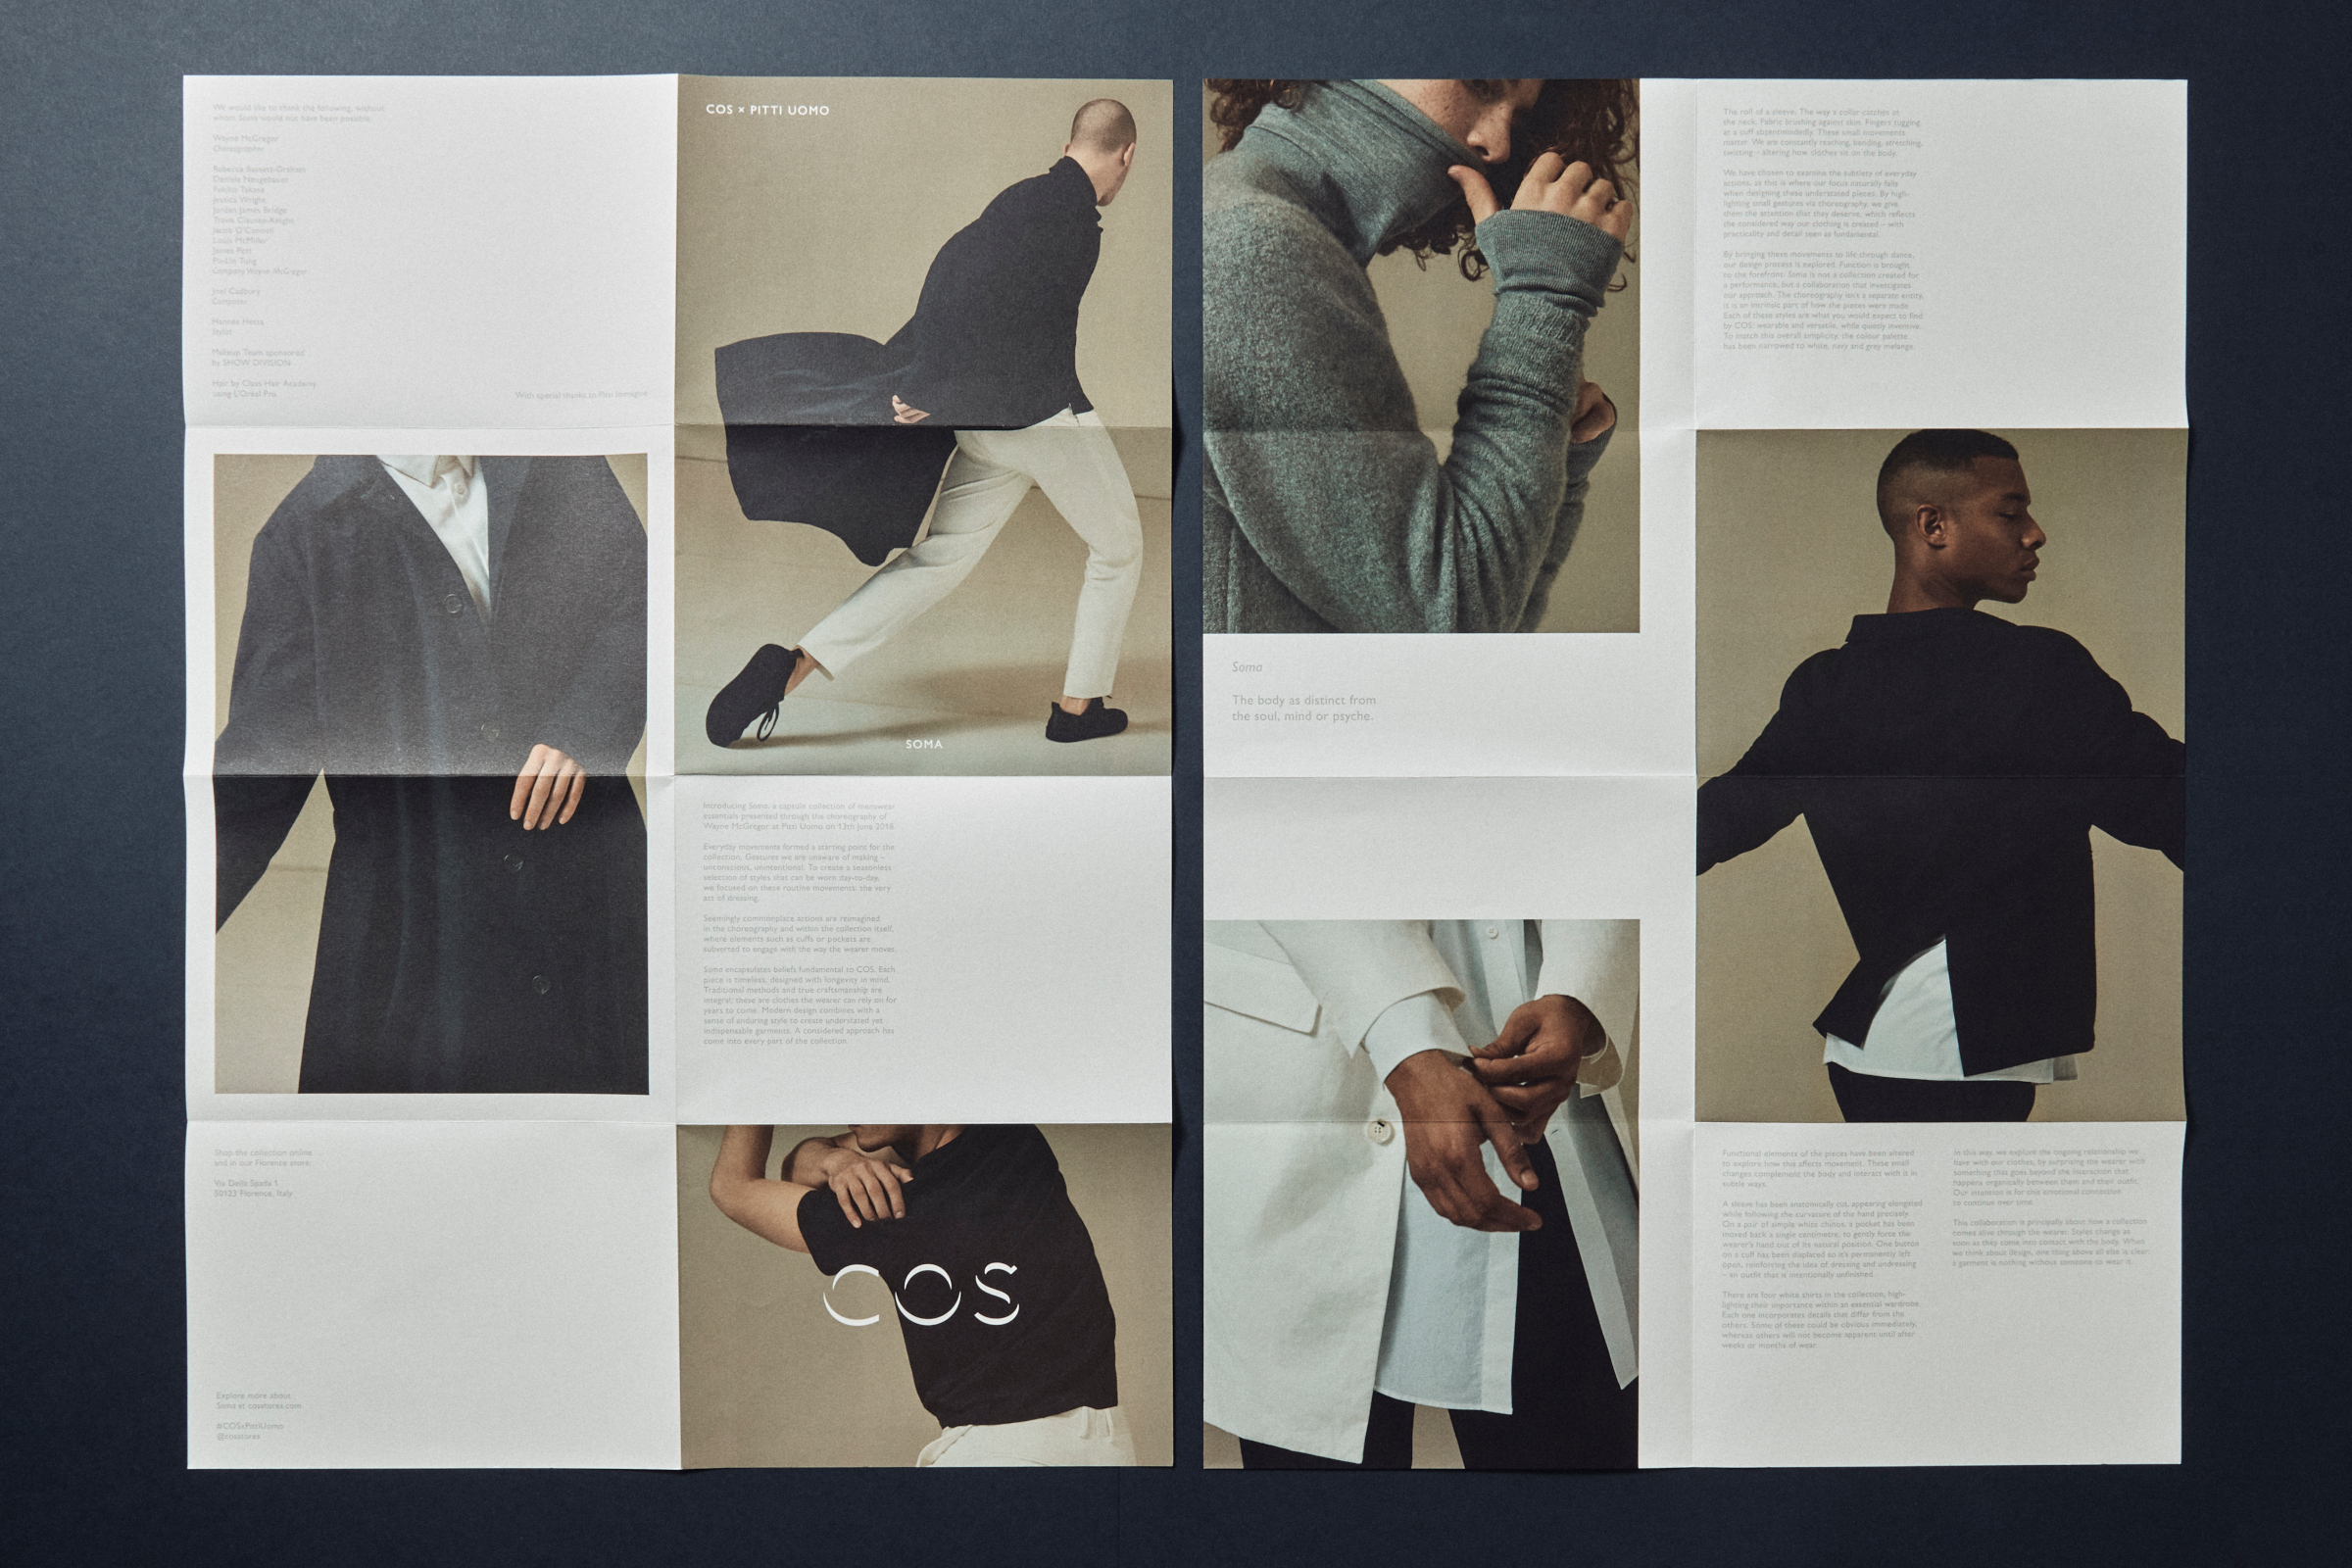 We would like to thank the following, without
whom Soma would not have been possible:
Wayne McGregor
Choreographer
Rebecca Bassett-Graham
Daniela Neugebauer
Fukiko Takase
Jessica Wright
Jordan James Bridge
Travis Clausen-Knight
Jacob O'Connell
Louis McMiller
James Pett
Po-Lin Tung
Company Wayne McGregor
Joel Cadbury
Composer
Stylist
Makeup Team sponsored
by SHOW DIVISION
Hair by Class Hair Academy
using L'Oréal Pro.
With special thanks to Pitti Immagine
COS × PITTI UOMO
SOMA
Introducing Soma, a capsule collection of menswear
essentials presented through the choreography of
Wayne McGregor at Pitti Uomo on 13th June 2016.
Everyday movements formed a starting point for the
collection. Gestures we are unaware of making –
unconscious, unintentional. To create a seasonless
selection of styles that can be worn day-to-day,
we focused on these routine movements, the very
act of dressing.
Seemingly commonplace actions are reimagined
in the choreography and within the collection itself,
where elements such as cuffs or pockets are
subverted to engage with the way the wearer moves.
Soma encapsulates beliefs fundamental to COS. Each
piece is timeless, designed with longevity in mind.
Traditional methods and true craftsmanship are
integral; these are clothes the wearer can rely on for
years to come. Modern design combines with a
sense of enduring style to create understated yet
indispensable garments. A considered approach has
come into every part of the collection.
Shop the collection online
and in our Florence store:
Via Della Spada 1
50123 Florence, Italy
Explore more about
Soma at cosstores.com
#COSxPittiUomo
@cosstores
COS
Soma
The body as distinct from
the soul, mind or psyche.
The roll of a sleeve. The way a collar catches at
the neck. Fabric brushing against skin. Fingers tugging
at a cuff absentmindedly. These small movements
matter. We are constantly reaching, bending, stretching,
twisting – altering how clothes sit on the body.
We have chosen to examine the subtlety of everyday
actions, as this is where our focus naturally falls
when designing these understated pieces. By high-
lighting small gestures via choreography, we give
them the attention that they deserve, which reflects
the considered way our clothing is created – with
practicality and detail seen as fundamental.
By bringing these movements to life through dance,
our design process is explored. Function is brought
to the forefront. Soma is not a collection created for
a performance, but a collaboration that investigates
our approach. The choreography isn't a separate entity,
it is an intrinsic part of how the pieces were made.
Each of these styles are what you would expect to find
by COS: wearable and versatile, while quietly inventive.
To match this overall simplicity, the colour palette
has been narrowed to white, navy and grey melange.
Functional elements of the pieces have been altered
to explore how this affects movement. These small
changes complement the body and interact with it in
subtle ways.
A sleeve has been anatomically cut, appearing elongated
while following the curvature of the hand precisely.
On a pair of simple white chinos, a pocket has been
moved back a single centimetre, to gently force the
wearer's hand out of its natural position. One button
on a cuff has been displaced so it's permanently left
open, reinforcing the idea of dressing and undressing
– an outfit that is intentionally unfinished.
There are four white shirts in the collection, high-
lighting their importance within an essential wardrobe.
Each one incorporates details that differ from the
others. Some of these could be obvious immediately,
whereas others will not become apparent until after
weeks or months of wear.
In this way, we explore the ongoing relationship we
have with our clothes, by surprising the wearer with
something that goes beyond the interaction that
happens organically between them and their outfit.
Our intention is for this emotional connection
to continue over time.
This collaboration is principally about how a collection
comes alive through the wearer. Styles change as
soon as they come into contact with the body. When
we think about design, one thing above all else is clear:
a garment is nothing without someone to wear it.